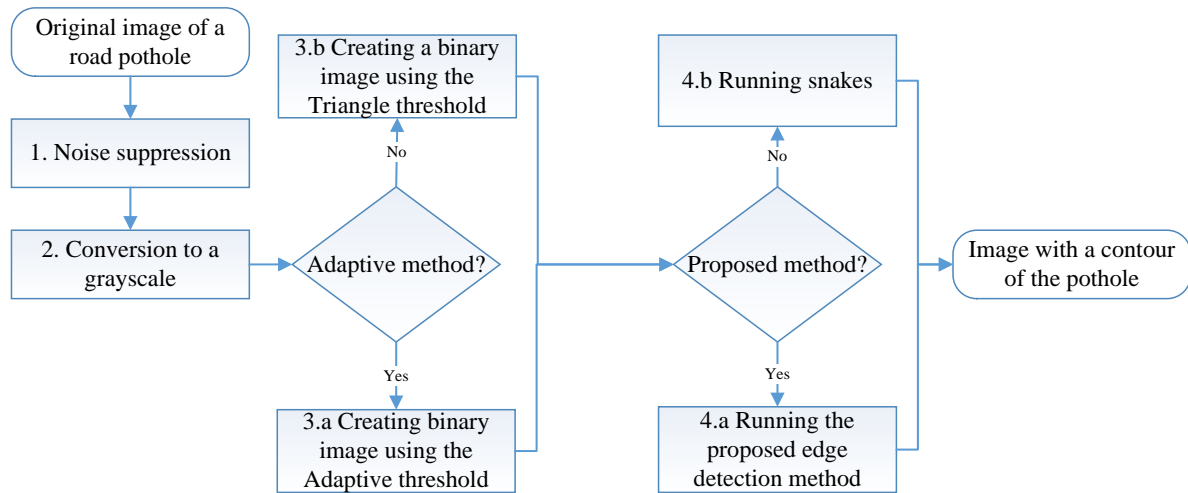 Original image of a
road pothole
1. Noise suppression
2. Conversion to a
grayscale
3.b Creating a binary
image using the
Triangle threshold
No
Adaptive method?
Yes
3.a Creating binary
image using the
Adaptive threshold
4.b Running snakes
No
Proposed method?
Yes
4.a Running the
proposed edge
detection method
Image with a contour
of the pothole